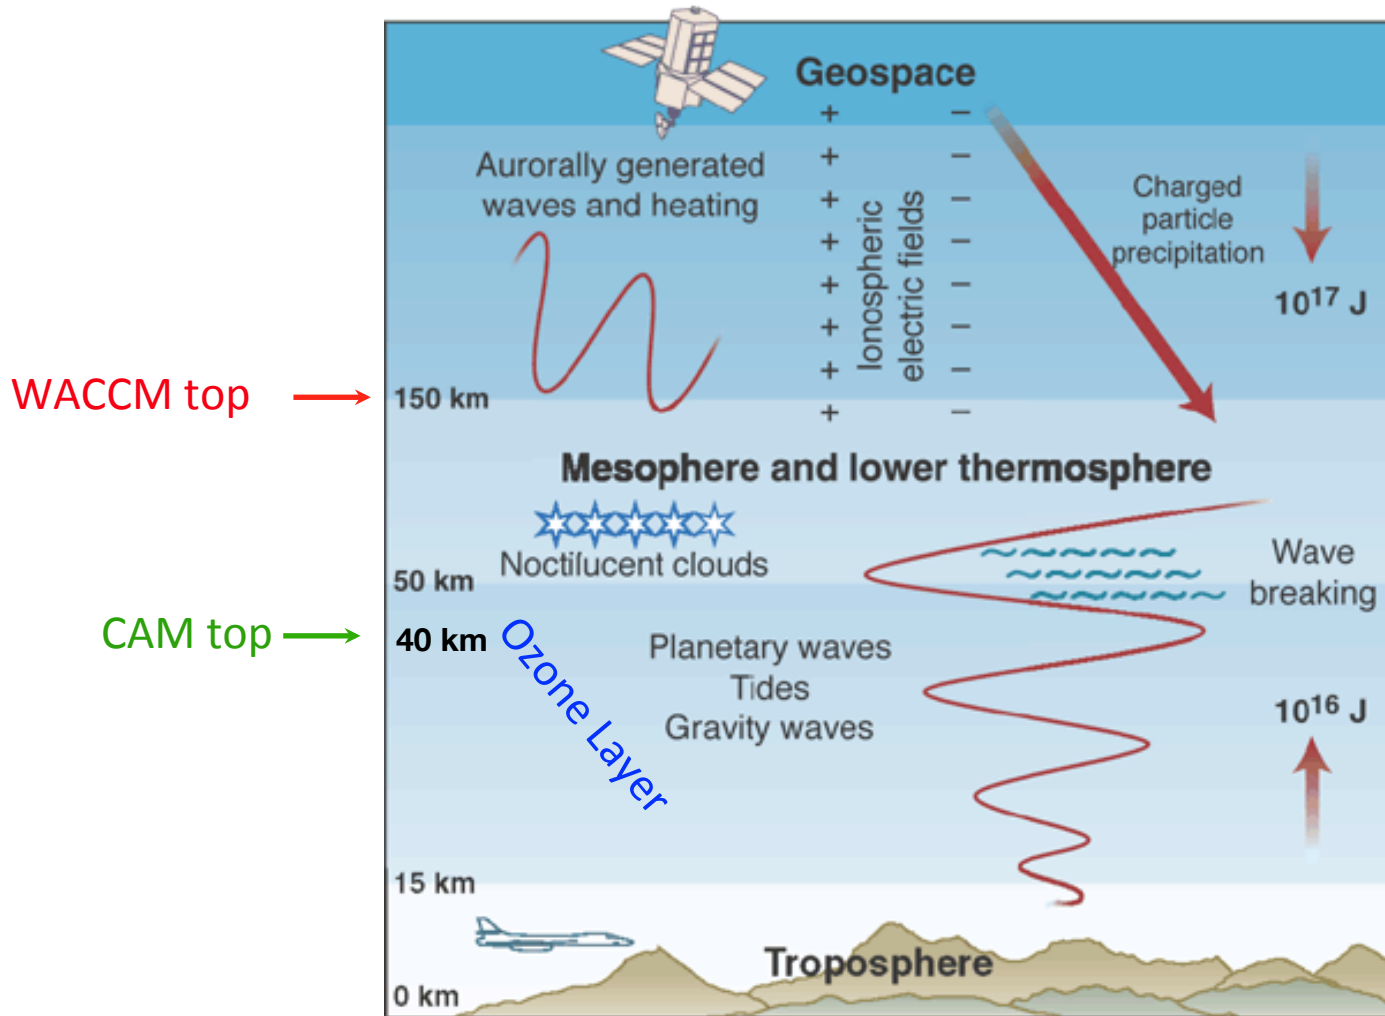 Geospace
Aurorally generated
waves and heating
+ + + + + + + +
Ionospheric
electric fields
− − − − − − − −
Charged
particle
precipitation
10¹⁷ J
WACCM top
150 km
Mesophere and lower thermosphere
Noctilucent clouds
Wave
breaking
50 km
CAM top
40 km
Ozone Layer
Planetary waves
Tides
Gravity waves
10¹⁶ J
15 km
Troposphere
0 km